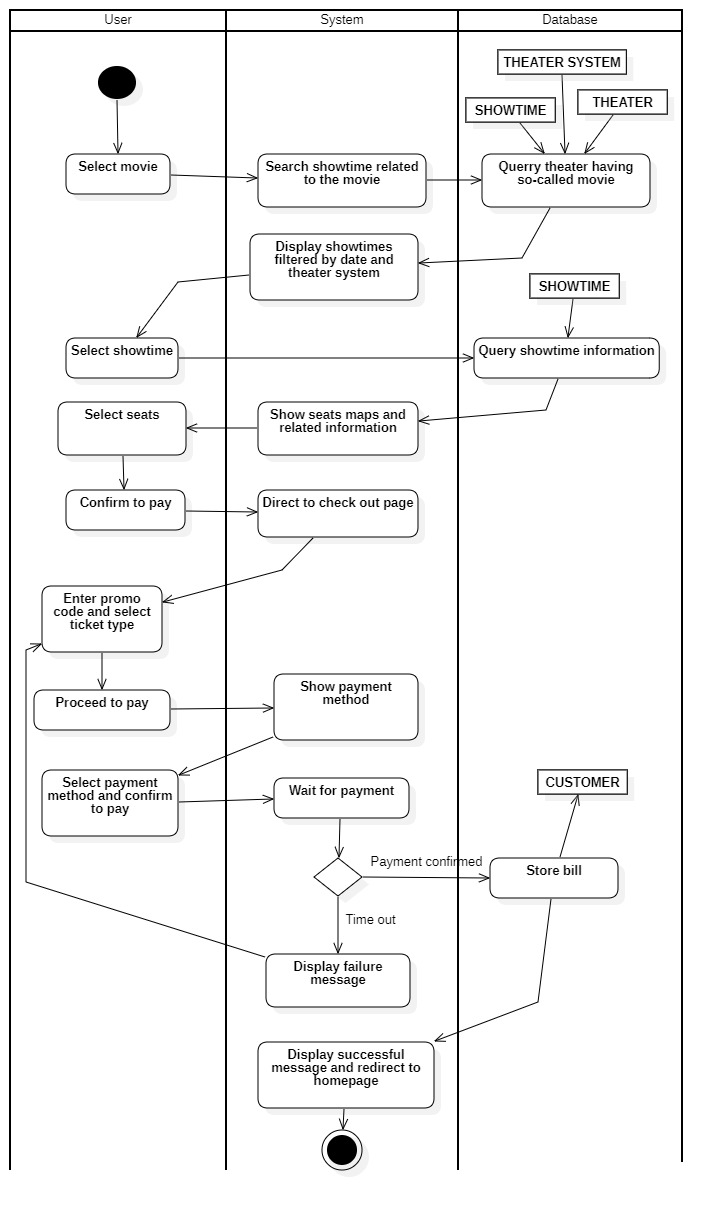 User
System
Database
THEATER SYSTEM
SHOWTIME
THEATER
Select movie
Search showtime related
to the movie
Querry theater having
so-called movie
Display showtimes
filtered by date and
theater system
SHOWTIME
Select showtime
Query showtime information
Select seats
Show seats maps and
related information
Confirm to pay
Direct to check out page
Enter promo
code and select
ticket type
Proceed to pay
Show payment
method
Select payment
method and confirm
to pay
Wait for payment
CUSTOMER
Payment confirmed
Store bill
Time out
Display failure
message
Display successful
message and redirect to
homepage